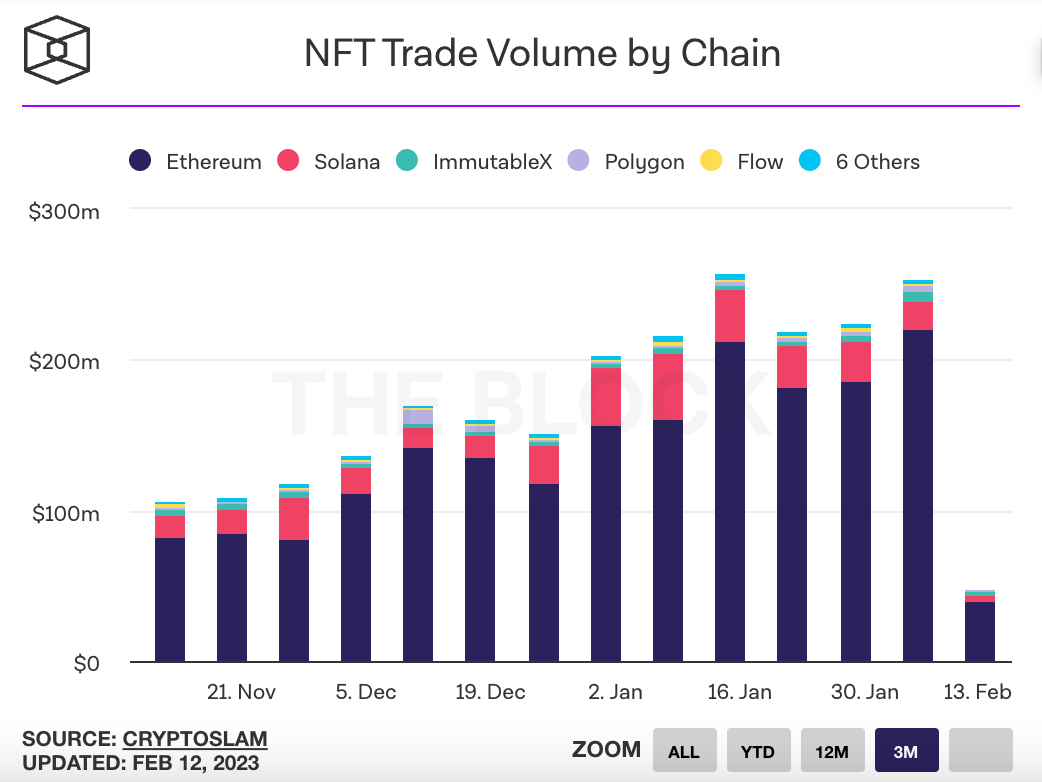 NFT Trade Volume by Chain
Ethereum Solana ImmutableX Polygon Flow 6 Others
$300m
$200m
THE BLOCK
$100m
$0
21. Nov 5. Dec 19. Dec 2. Jan 16. Jan 30. Jan 13. Feb
SOURCE: CRYPTOSLAM
UPDATED: FEB 12, 2023
ZOOM ALL YTD 12M 3M